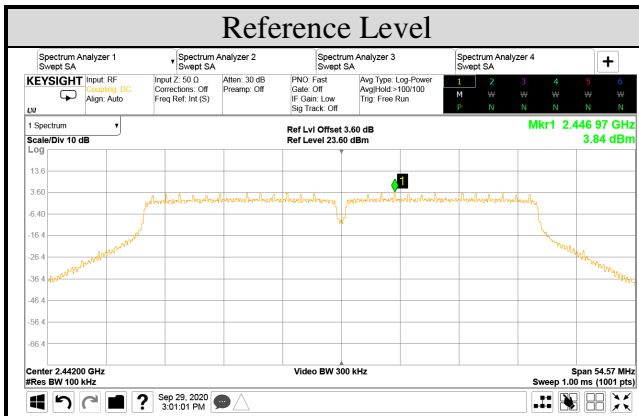 Reference Level
Spectrum Analyzer 1
Swept SA
Spectrum Analyzer 2
Swept SA
Spectrum Analyzer 3
Swept SA
Spectrum Analyzer 4
Swept SA
+
KEYSIGHT
Input: RF
Coupling: DC
Align: Auto
Input Z: 50 Ω
Corrections: Off
Freq Ref: Int (S)
Atten: 30 dB
Preamp: Off
PNO: Fast
Gate: Off
IF Gain: Low
Sig Track: Off
Avg Type: Log-Power
Avg|Hold:>100/100
Trig: Free Run
1 2 3 4 5 6
M W W W W W
P N N N N N
LXI
1 Spectrum
Scale/Div 10 dB
Log
Ref Lvl Offset 3.60 dB
Ref Level 23.60 dBm
Mkr1 2.446 97 GHz
3.84 dBm
1
13.6
3.60
-6.40
-16.4
-26.4
-36.4
-46.4
-56.4
-66.4
Center 2.44200 GHz
#Res BW 100 kHz
Video BW 300 kHz
Span 54.57 MHz
Sweep 1.00 ms (1001 pts)
?
Sep 29, 2020
3:01:01 PM